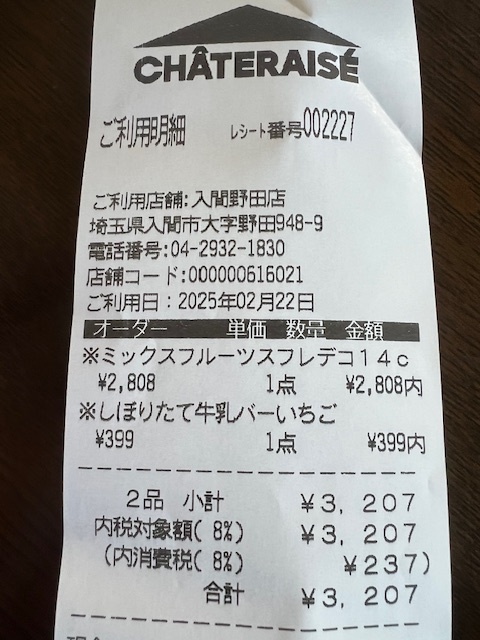 CHÂTERAISÉ
ご利用明細 レシート番号002227
ご利用店舗:入間野田店
埼玉県入間市大字野田948-9
電話番号:04-2932-1830
店舗コード:000000616021
ご利用日:2025年02月22日
オーダー 単価 数量 金額
※ミックスフルーツスフレデコ14c
¥2,808 1点 ¥2,808内
※しぼりたて牛乳バーいちご
¥399 1点 ¥399内
2品 小計 ¥3,207
内税対象額( 8%) ¥3,207
(内消費税( 8%) ¥237)
合計 ¥3,207